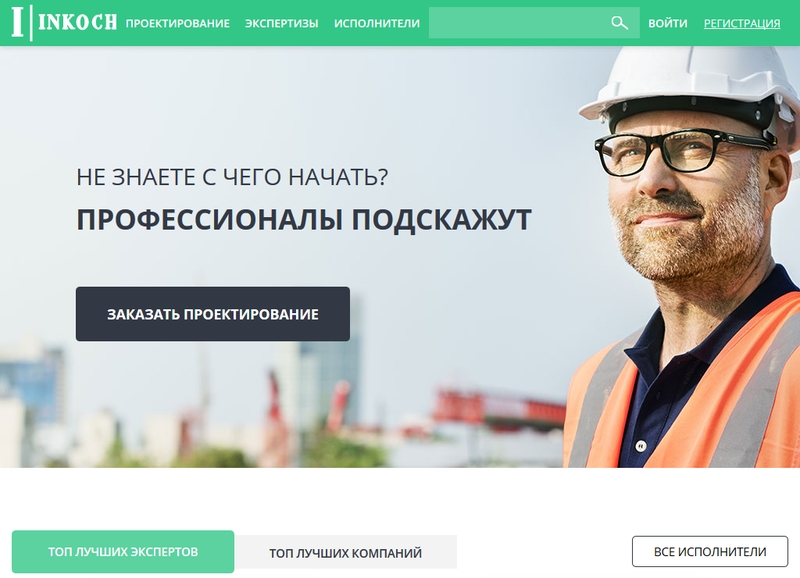 I INKOCH ПРОЕКТИРОВАНИЕ ЭКСПЕРТИЗЫ ИСПОЛНИТЕЛИ ВОЙТИ РЕГИСТРАЦИЯ
НЕ ЗНАЕТЕ С ЧЕГО НАЧАТЬ?
ПРОФЕССИОНАЛЫ ПОДСКАЖУТ
ЗАКАЗАТЬ ПРОЕКТИРОВАНИЕ
ТОП ЛУЧШИХ ЭКСПЕРТОВ ТОП ЛУЧШИХ КОМПАНИЙ ВСЕ ИСПОЛНИТЕЛИ